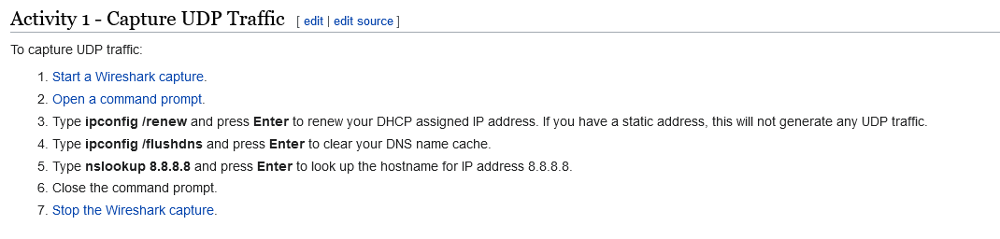 Activity 1 - Capture UDP Traffic [ edit | edit source ]
To capture UDP traffic:
1. Start a Wireshark capture.
2. Open a command prompt.
3. Type ipconfig /renew and press Enter to renew your DHCP assigned IP address. If you have a static address, this will not generate any UDP traffic.
4. Type ipconfig /flushdns and press Enter to clear your DNS name cache.
5. Type nslookup 8.8.8.8 and press Enter to look up the hostname for IP address 8.8.8.8.
6. Close the command prompt.
7. Stop the Wireshark capture.